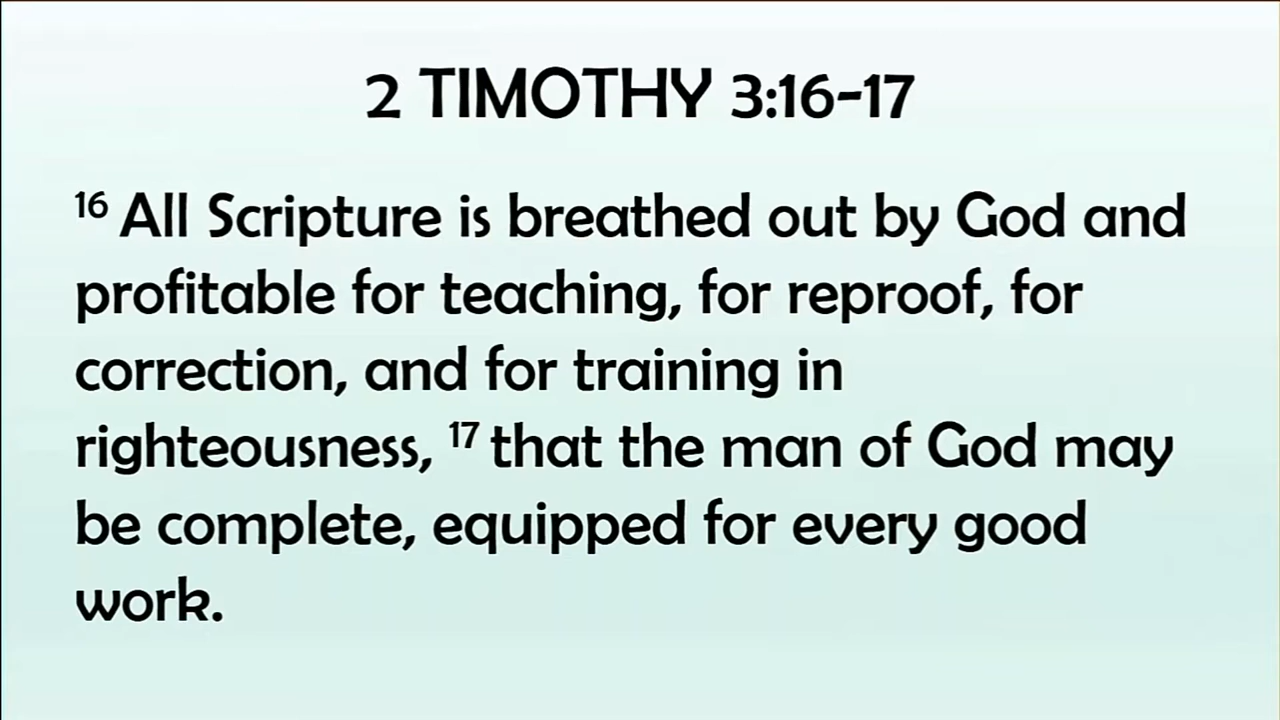 2 TIMOTHY 3:16-17
16 All Scripture is breathed out by God and
profitable for teaching, for reproof, for
correction, and for training in
righteousness, 17 that the man of God may
be complete, equipped for every good
work.